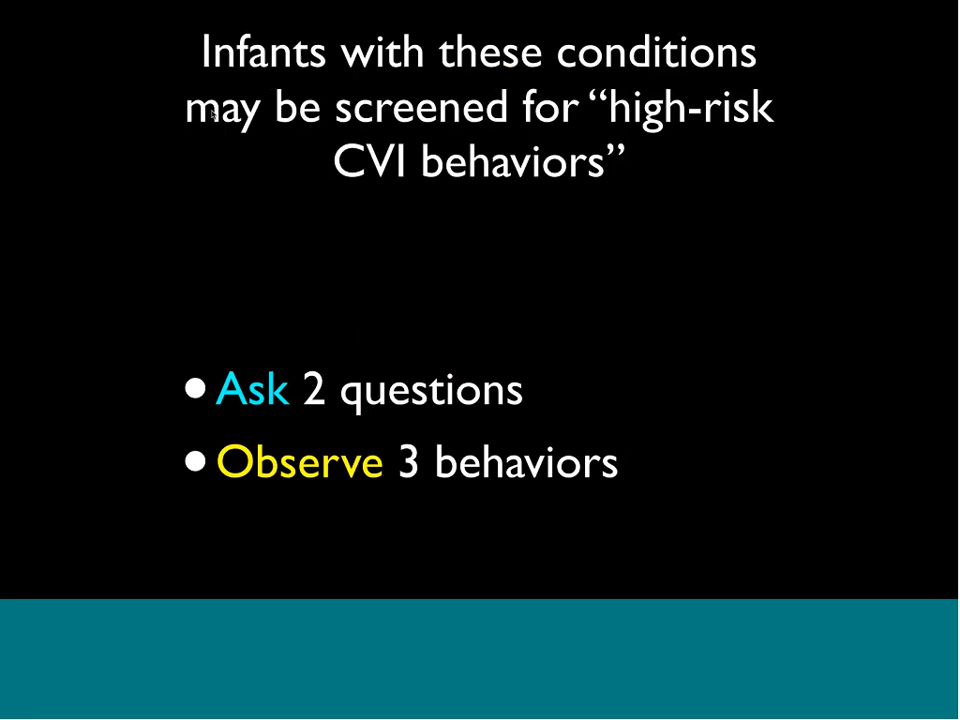 Infants with these conditions
may be screened for “high-risk
CVI behaviors”
• Ask 2 questions
• Observe 3 behaviors